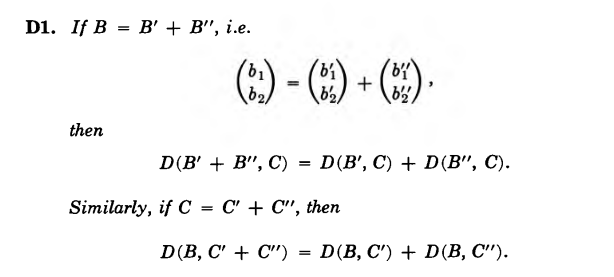 D1. If B = B′ + B″, i.e.
(b₁ b₂) = (b′₁ b′₂) + (b″₁ b″₂),
then
D(B′ + B″, C) = D(B′, C) + D(B″, C).
Similarly, if C = C′ + C″, then
D(B, C′ + C″) = D(B, C′) + D(B, C″).